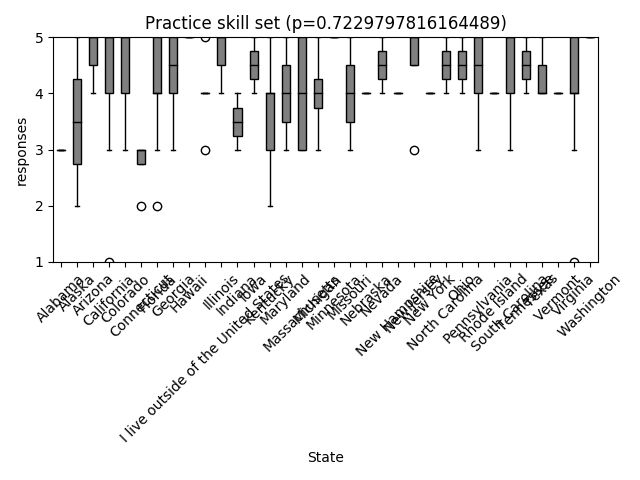 Practice skill set (p=0.7229797816164489)
responses
5
4
3
2
1
Alabama
Alaska
Arizona
California
Colorado
Connecticut
Florida
Georgia
Hawaii
I live outside of the United States
Illinois
Indiana
Iowa
Kentucky
Maryland
Massachusetts
Michigan
Minnesota
Missouri
Nebraska
Nevada
New Hampshire
New Jersey
New York
North Carolina
Ohio
Pennsylvania
Rhode Island
South Carolina
Tennessee
Texas
Vermont
Virginia
Washington
State